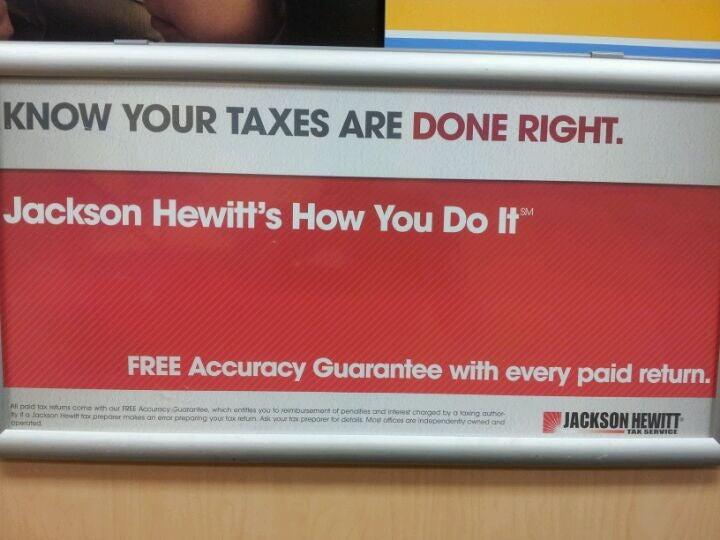 KNOW YOUR TAXES ARE DONE RIGHT.
Jackson Hewitt's How You Do It℠
FREE Accuracy Guarantee with every paid return.
All paid tax returns come with our FREE Accuracy Guarantee, which entitles you to reimbursement of penalties and interest charged by a taxing author-
ity if a Jackson Hewitt tax preparer makes an error preparing your tax return. Ask your tax preparer for details. Most offices are independently owned and
operated.
JACKSON HEWITT®
TAX SERVICE